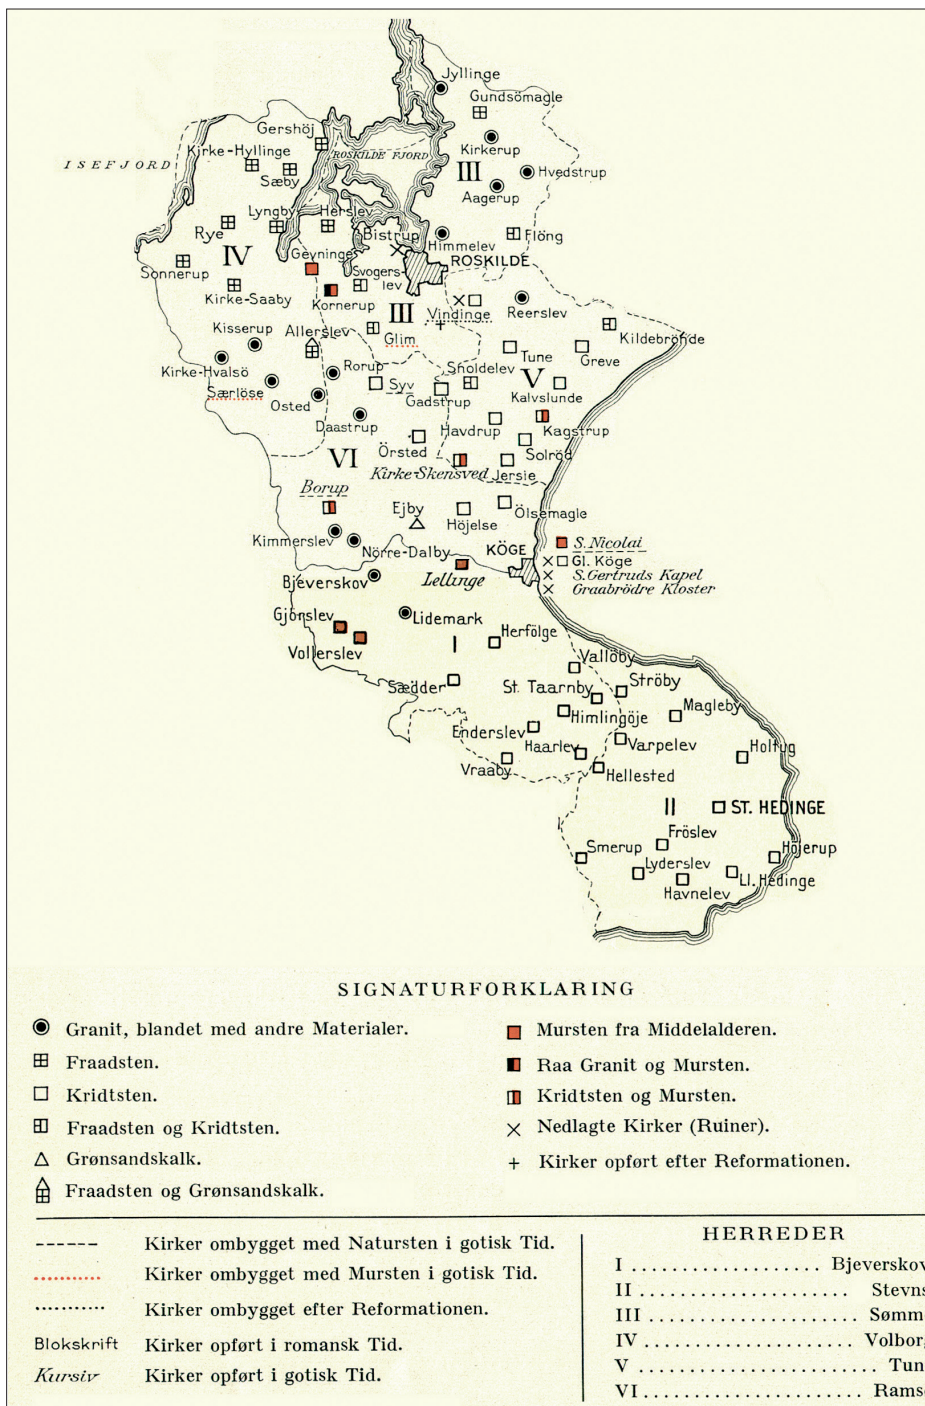 Jyllinge
Gundsömagle
Gershöj
Kirkerup
Kirke-Hyllinge
ISEFJORD
ROSKILDE FJORD
III
Hvedstrup
Sæby
Aagerup
Lyngby
Herslev
Rye
Bistrup
Himmelev
Flöng
IV
Gevninge
ROSKILDE
Sonnerup
Svogers-
lev
Kirke-Saaby
Kornerup
III
Vindinge
Reerslev
Kisserup
Allerslev
Glim
Kildebrönde
Tune
Greve
Kirke-Hvalsö
Rorup
Snoldelev
V
Særlöse
Syv
Gadstrup
Kalvslunde
Osted
Daastrup
Havdrup
Kagstrup
Örsted
Solröd
VI
Kirke-Skensved
Jersie
Borup
Ejby
Höjelse
Ölsemagle
Kimmerslev
Nörre-Dalby
KÖGE
S. Nicolai
Gl. Köge
S. Gertruds Kapel
Graabrödre Kloster
Bjeverskov
Lellinge
Gjörslev
Lidemark
Herfölge
Vollerslev
I
Vallöby
Sædder
St. Taarnby
Ströby
Himlingöje
Magleby
Enderslev
Haarlev
Varpelev
Holtug
Vraaby
Hellested
II
ST. HEDINGE
Fröslev
Smerup
Höjerup
Lyderslev
Ll. Hedinge
Havnelev
SIGNATURFORKLARING
Granit, blandet med andre Materialer.
Fraadsten.
Kridtsten.
Fraadsten og Kridtsten.
Grønsandskalk.
Fraadsten og Grønsandskalk.
Mursten fra Middelalderen.
Raa Granit og Mursten.
Kridtsten og Mursten.
Nedlagte Kirker (Ruiner).
Kirker opført efter Reformationen.
Kirker ombygget med Natursten i gotisk Tid.
Kirker ombygget med Mursten i gotisk Tid.
Kirker ombygget efter Reformationen.
Blokskrift Kirker opført i romansk Tid.
Kursiv Kirker opført i gotisk Tid.
HERREDER
I ................... Bjeverskov
II ..................... Stevns
III ..................... Sømm
IV ..................... Volborg
V ........................ Tun
VI ...................... Rams